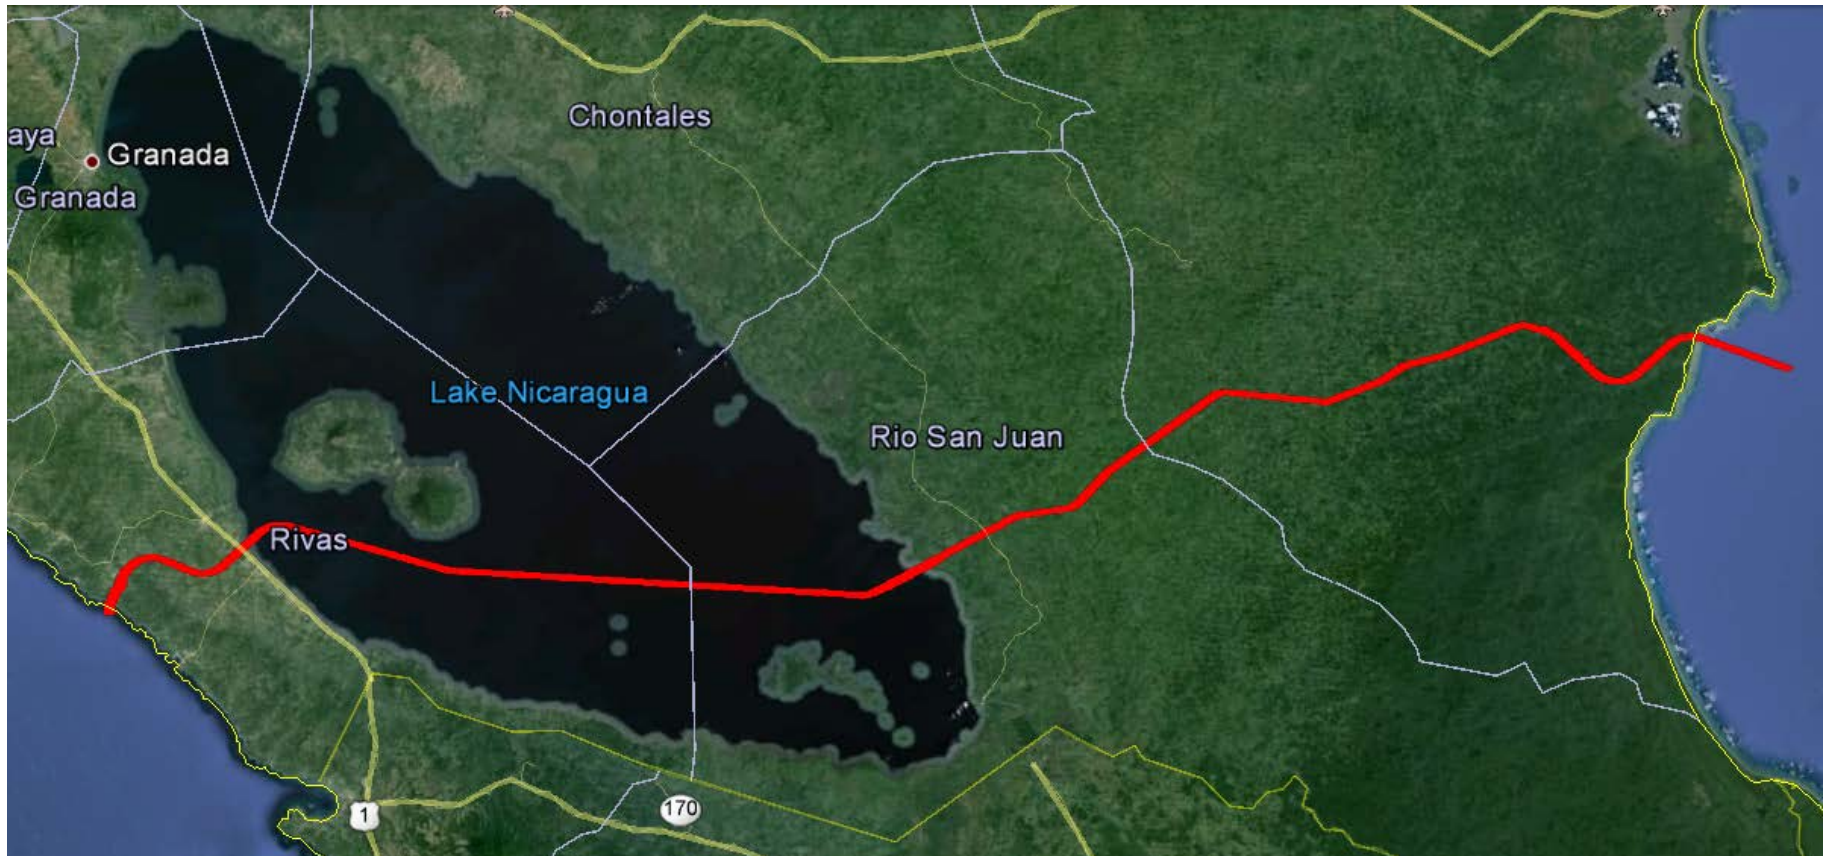 Chontales
aya
Granada
Granada
Lake Nicaragua
Rio San Juan
Rivas
1
170